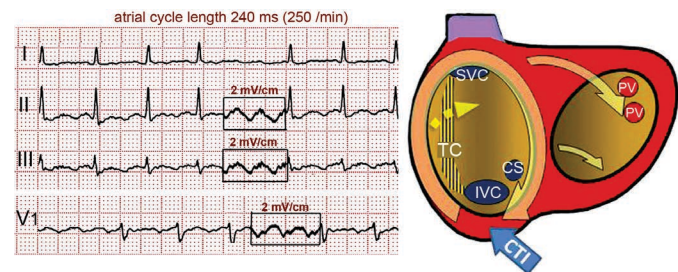 atrial cycle length 240 ms (250 /min)
I
II
2 mV/cm
III
2 mV/cm
V1
2 mV/cm
SVC
TC
CS
IVC
PV
PV
CTI